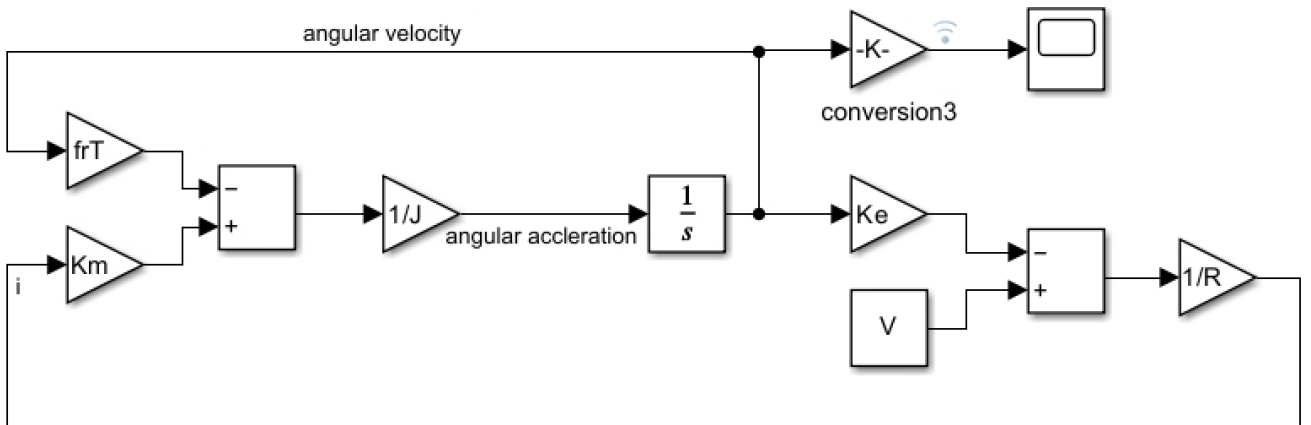 angular velocity
-K-
conversion3
frT
−
+
Km
i
1/J
angular accleration
1
s
Ke
−
+
V
1/R